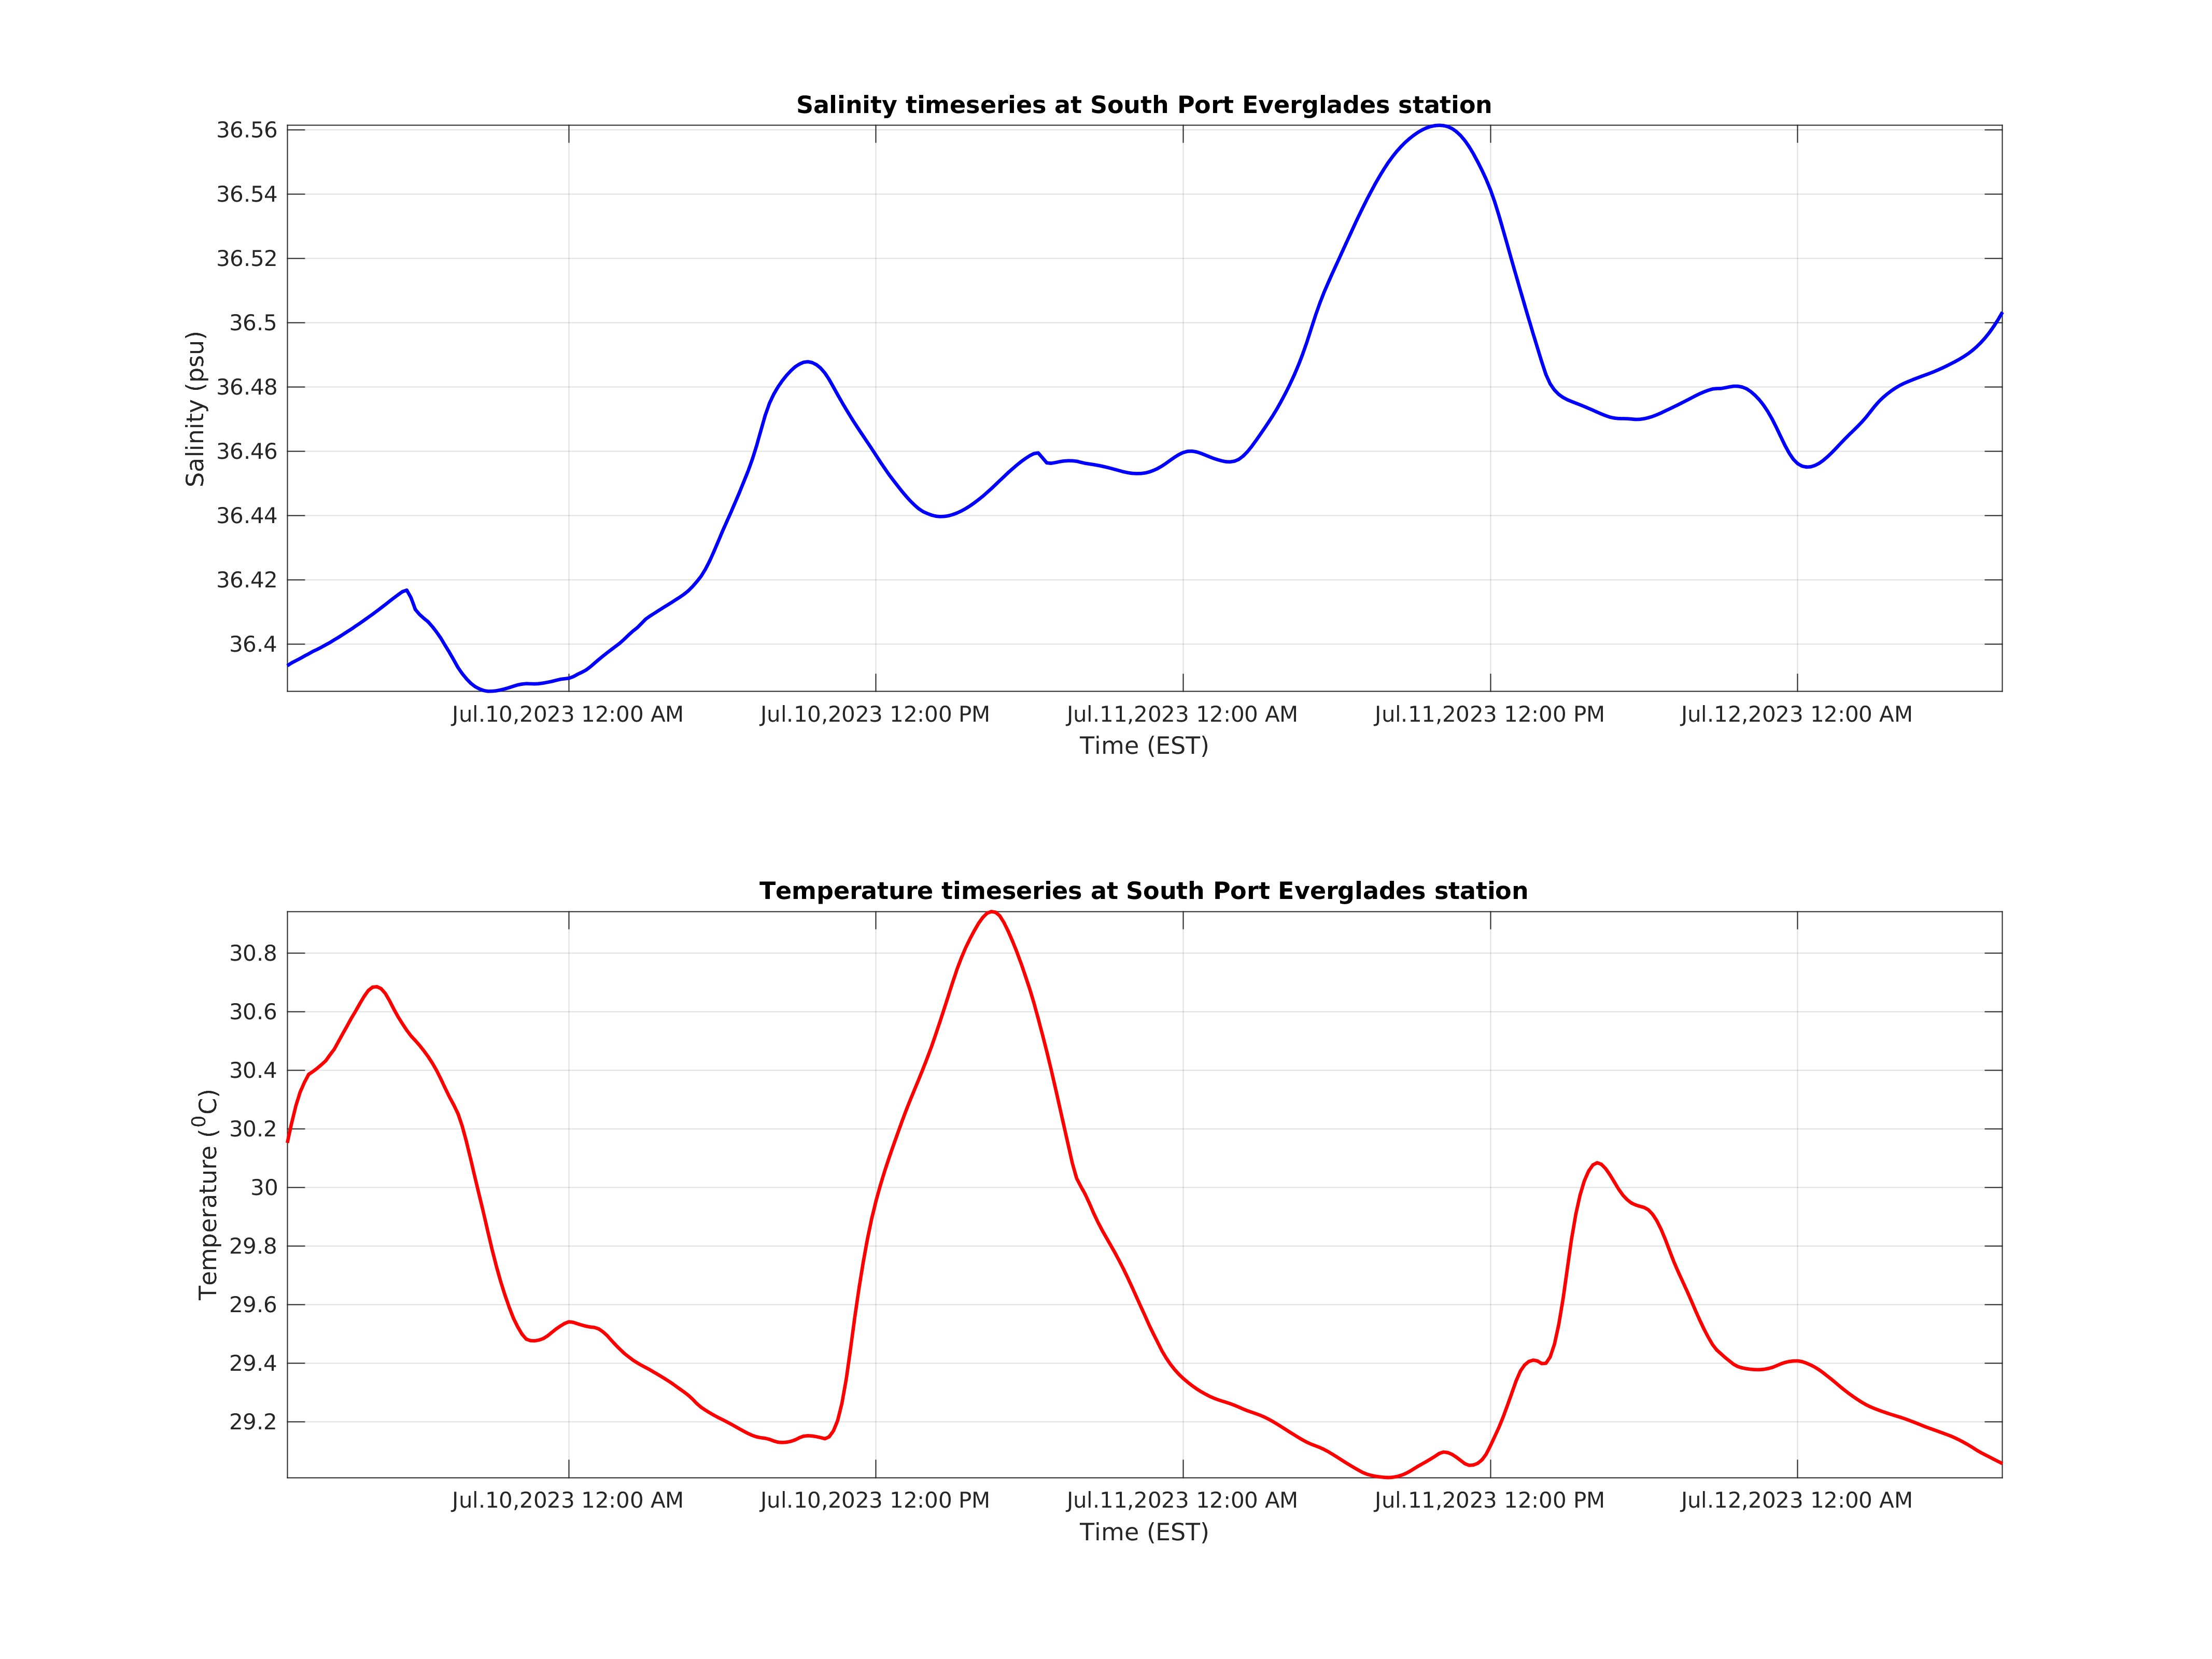 Salinity timeseries at South Port Everglades station
36.56
36.54
36.52
36.5
36.48
36.46
36.44
36.42
36.4
Salinity (psu)
Jul.10,2023 12:00 AM Jul.10,2023 12:00 PM Jul.11,2023 12:00 AM Jul.11,2023 12:00 PM Jul.12,2023 12:00 AM
Time (EST)
Temperature timeseries at South Port Everglades station
30.8
30.6
30.4
30.2
30
29.8
29.6
29.4
29.2
Temperature (⁰C)
Jul.10,2023 12:00 AM Jul.10,2023 12:00 PM Jul.11,2023 12:00 AM Jul.11,2023 12:00 PM Jul.12,2023 12:00 AM
Time (EST)